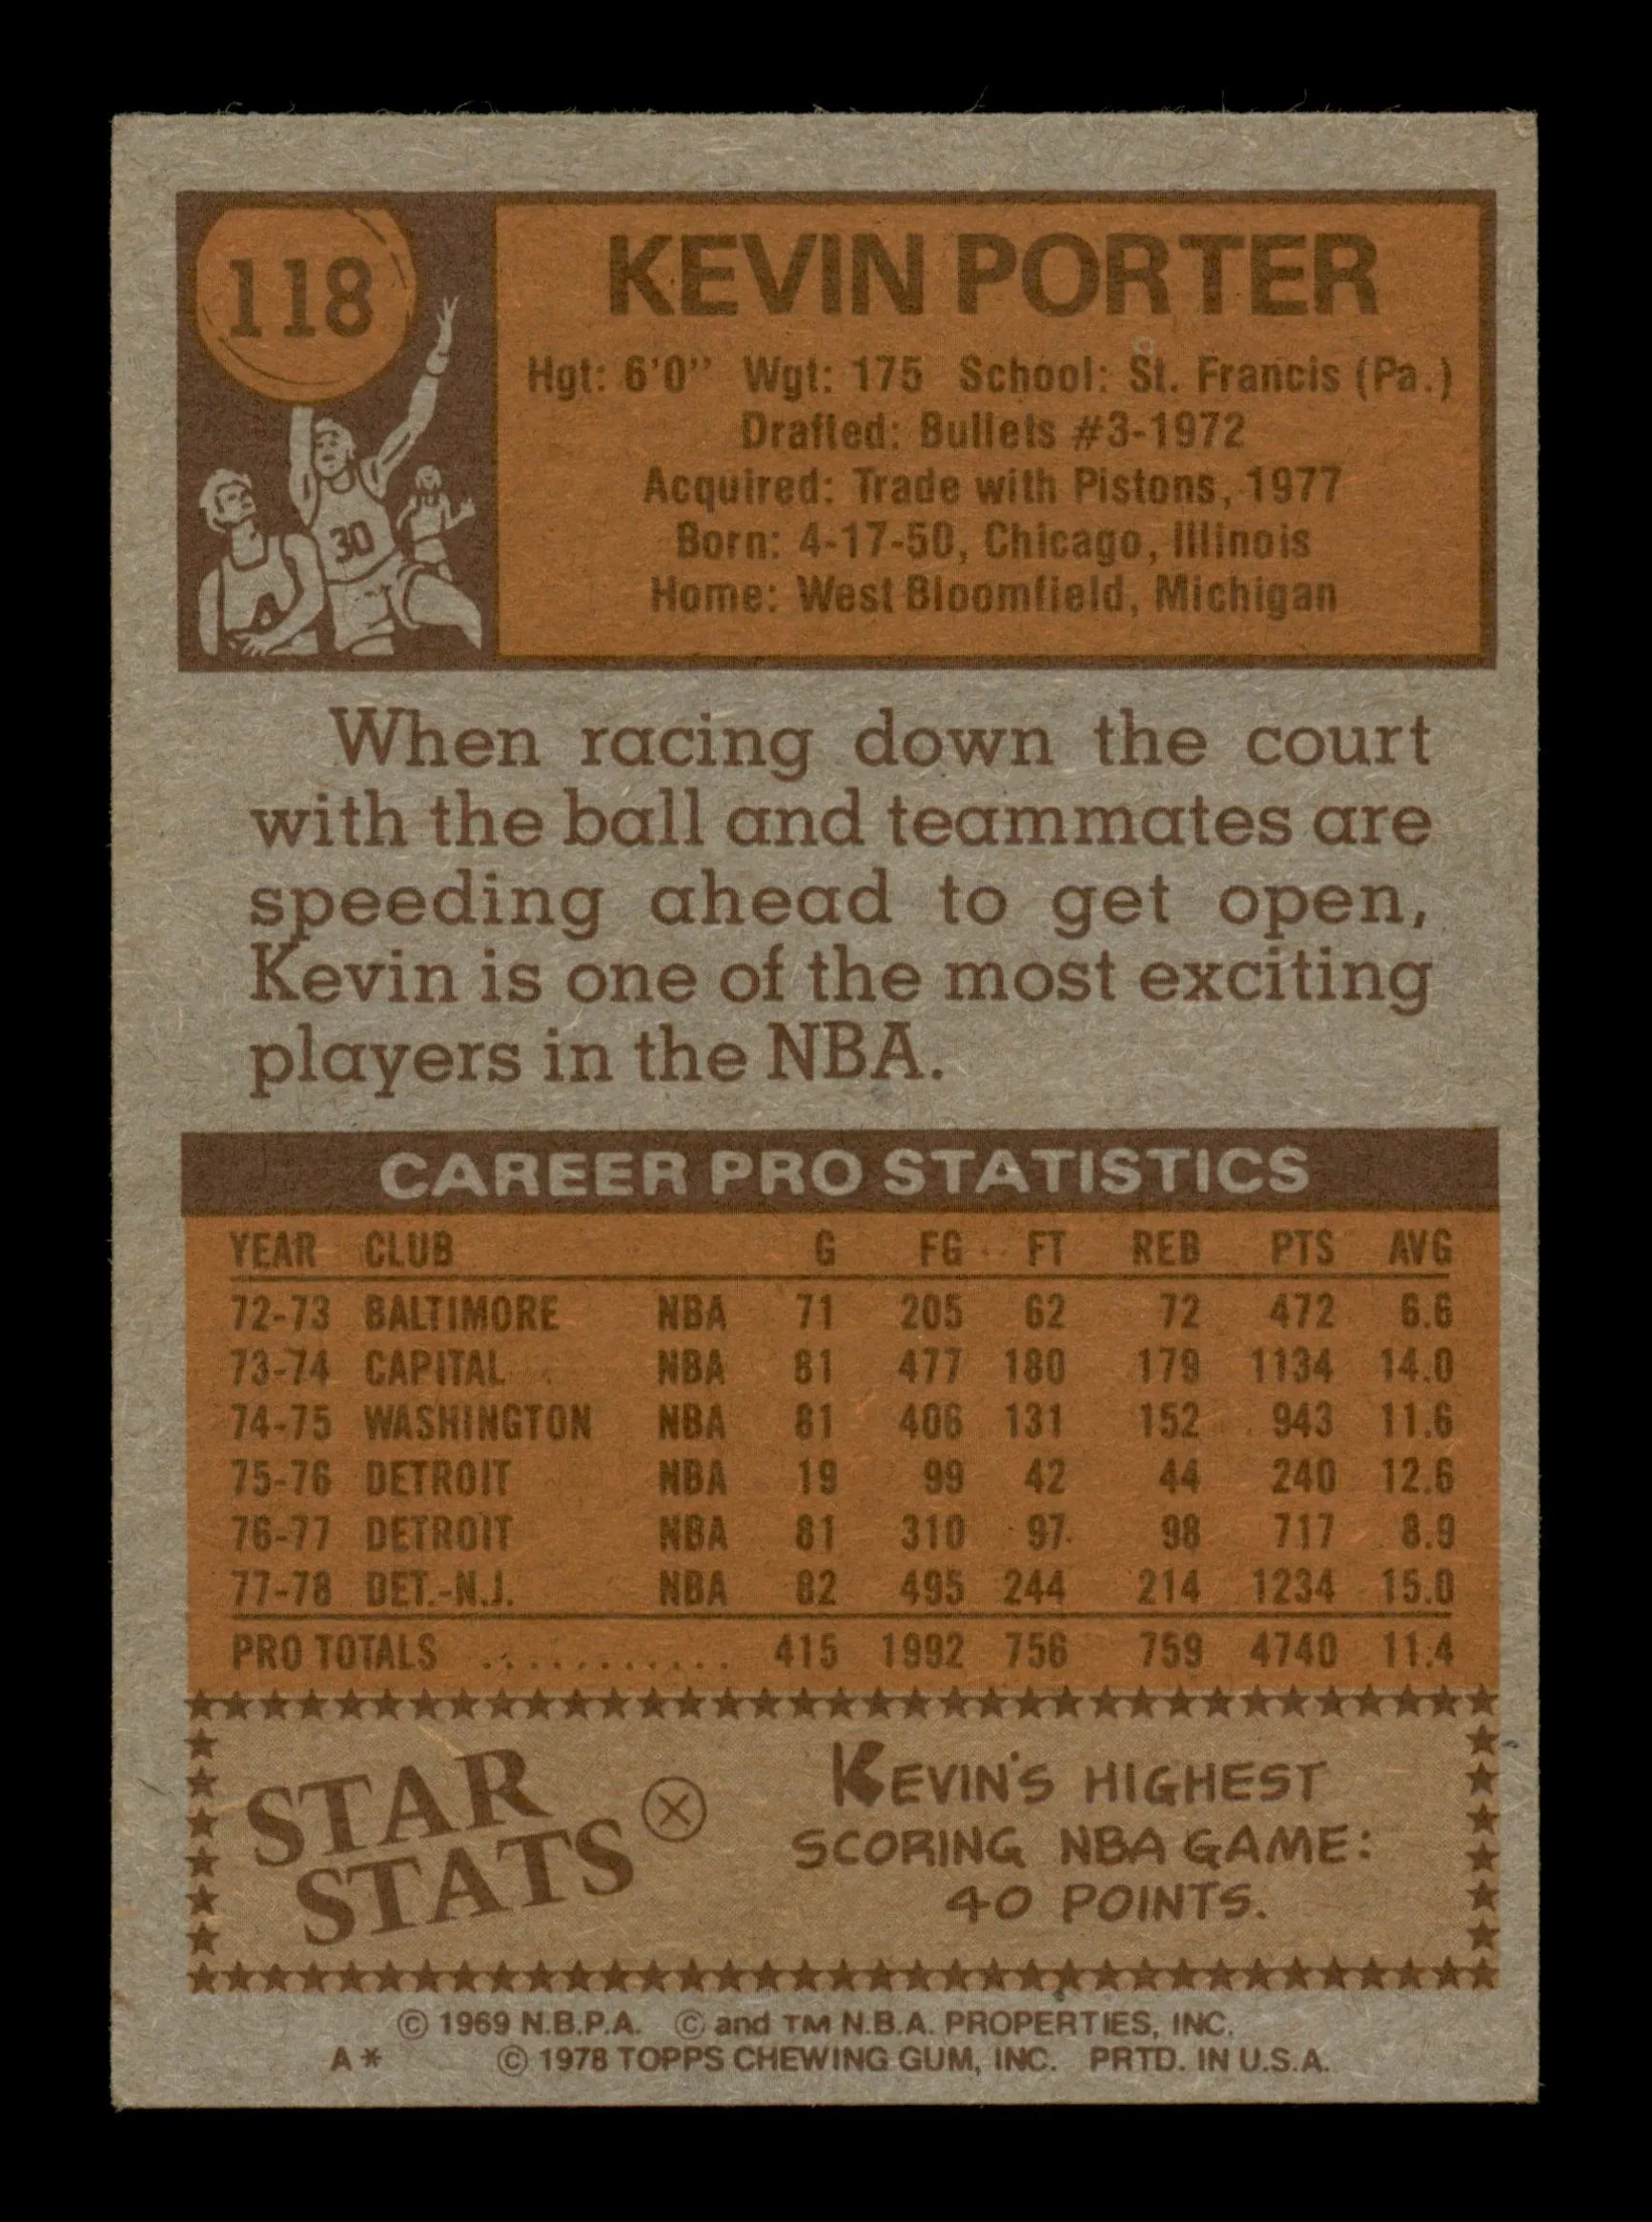 118
KEVIN PORTER
Hgt: 6'0" Wgt: 175 School: St. Francis (Pa.)
Drafted: Bullets #3-1972
Acquired: Trade with Pistons, 1977
Born: 4-17-50, Chicago, Illinois
Home: West Bloomfield, Michigan
30
When racing down the court
with the ball and teammates are
speeding ahead to get open,
Kevin is one of the most exciting
players in the NBA.
CAREER PRO STATISTICS
YEAR CLUB G FG FT REB PTS AVG
72-73 BALTIMORE NBA 71 205 62 72 472 6.6
73-74 CAPITAL NBA 81 477 180 179 1134 14.0
74-75 WASHINGTON NBA 81 406 131 152 943 11.6
75-76 DETROIT NBA 19 99 42 44 240 12.6
76-77 DETROIT NBA 81 310 97 98 717 8.9
77-78 DET.-N.J. NBA 82 495 244 214 1234 15.0
PRO TOTALS ........... 415 1992 756 759 4740 11.4
STAR
STATS
KEVIN'S HIGHEST
SCORING NBA GAME:
40 POINTS.
© 1969 N.B.P.A. © and TM N.B.A. PROPERTIES, INC.
A* © 1978 TOPPS CHEWING GUM, INC. PRTD. IN U.S.A.